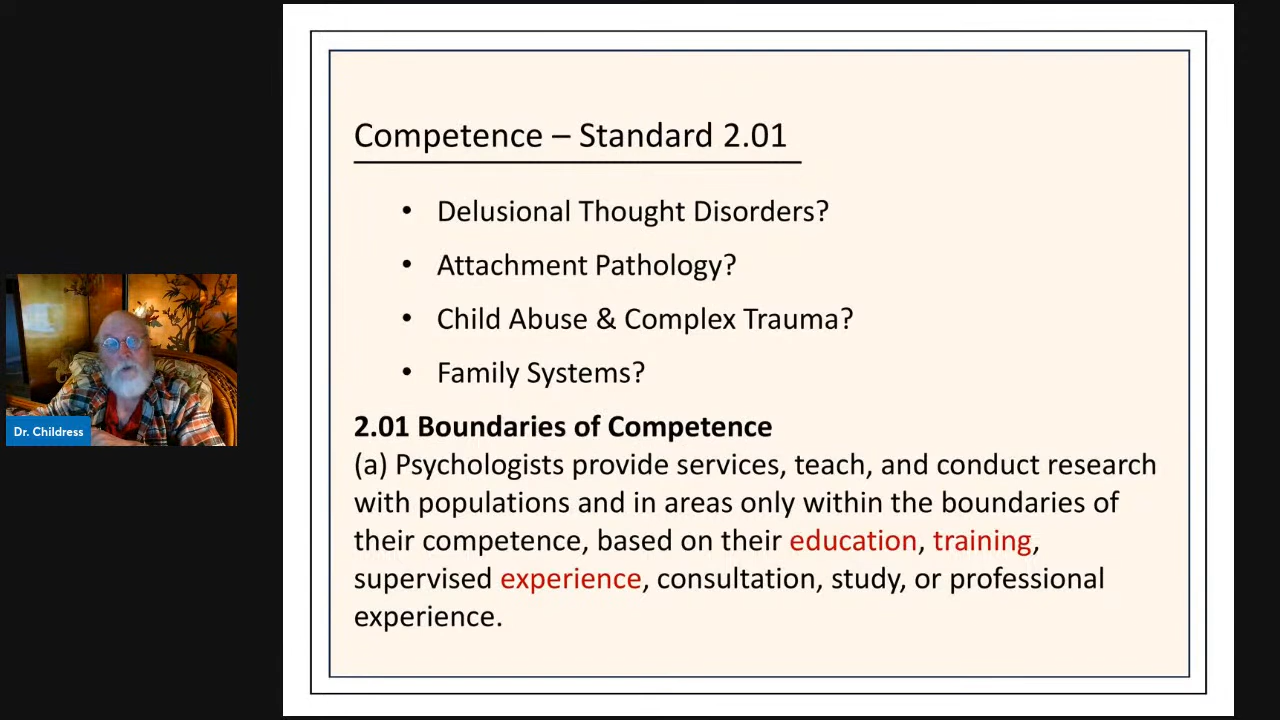 Competence – Standard 2.01
• Delusional Thought Disorders?
• Attachment Pathology?
• Child Abuse & Complex Trauma?
• Family Systems?
2.01 Boundaries of Competence
(a) Psychologists provide services, teach, and conduct research
with populations and in areas only within the boundaries of
their competence, based on their education, training,
supervised experience, consultation, study, or professional
experience.
Dr. Childress